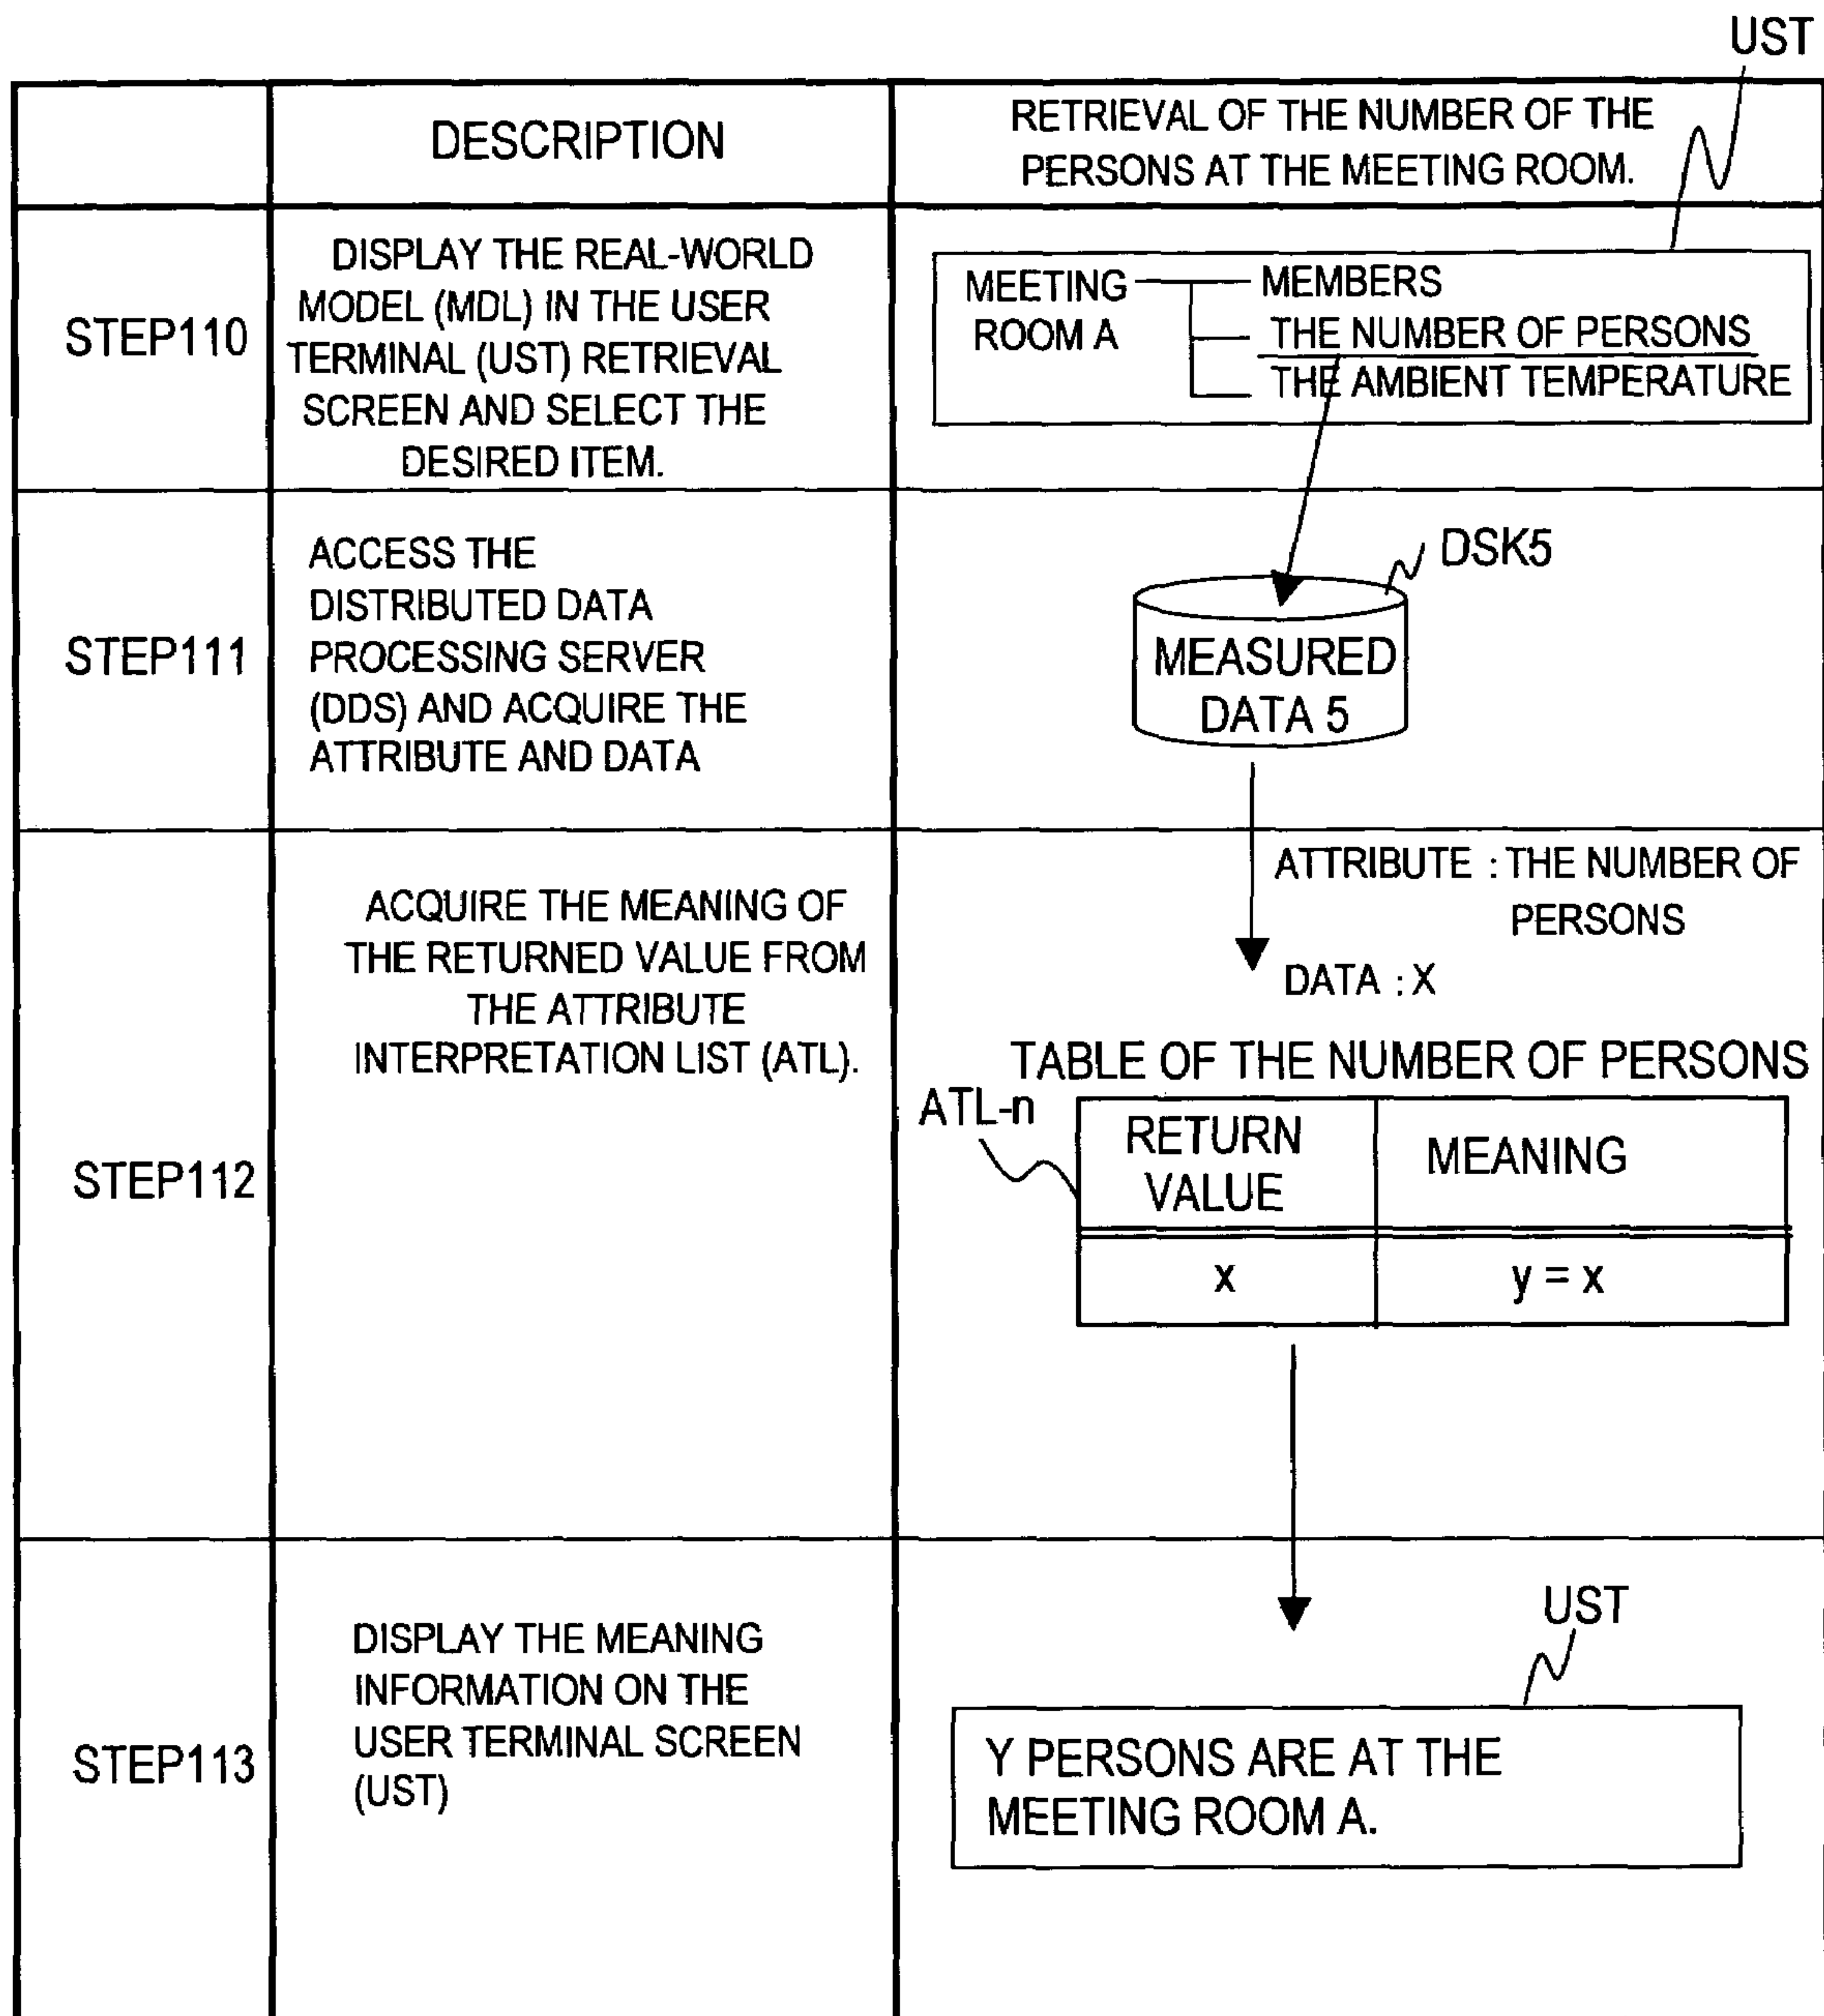 UST
DESCRIPTION
RETRIEVAL OF THE NUMBER OF THE
PERSONS AT THE MEETING ROOM.
STEP110
DISPLAY THE REAL-WORLD
MODEL (MDL) IN THE USER
TERMINAL (UST) RETRIEVAL
SCREEN AND SELECT THE
DESIRED ITEM.
MEETING
ROOM A
MEMBERS
THE NUMBER OF PERSONS
THE AMBIENT TEMPERATURE
STEP111
ACCESS THE
DISTRIBUTED DATA
PROCESSING SERVER
(DDS) AND ACQUIRE THE
ATTRIBUTE AND DATA
DSK5
MEASURED
DATA 5
STEP112
ACQUIRE THE MEANING OF
THE RETURNED VALUE FROM
THE ATTRIBUTE
INTERPRETATION LIST (ATL).
ATTRIBUTE : THE NUMBER OF
PERSONS
DATA : X
TABLE OF THE NUMBER OF PERSONS
ATL-n
RETURN
VALUE
MEANING
x
y = x
STEP113
DISPLAY THE MEANING
INFORMATION ON THE
USER TERMINAL SCREEN
(UST)
UST
Y PERSONS ARE AT THE
MEETING ROOM A.